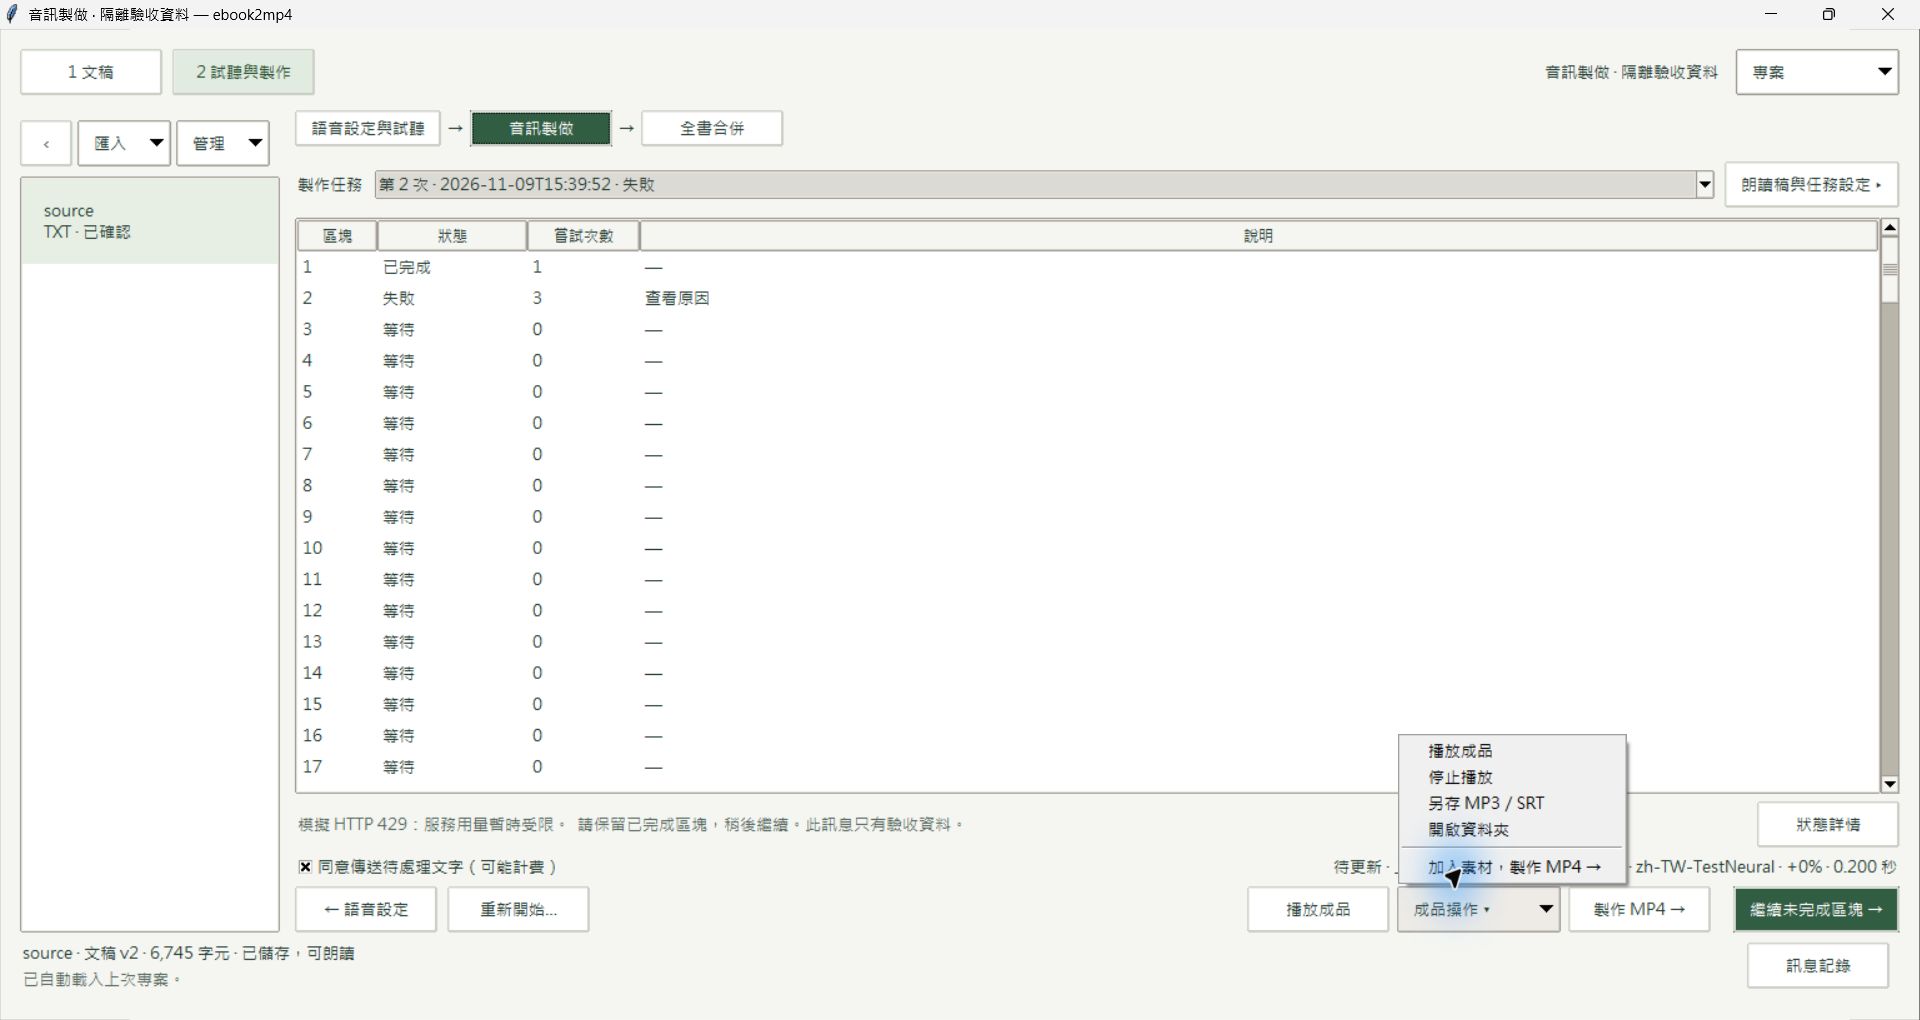 音訊製做 · 隔離驗收資料 — ebook2mp4
1 文稿
2 試聽與製作
音訊製做 · 隔離驗收資料
專案
‹
匯入
管理
語音設定與試聽
→
音訊製做
→
全書合併
製作任務
第 2 次 · 2026-11-09T15:39:52 · 失敗
朗讀稿與任務設定 ▸
source
TXT · 已確認
區塊 狀態 嘗試次數 說明
1 已完成 1 —
2 失敗 3 查看原因
3 等待 0 —
4 等待 0 —
5 等待 0 —
6 等待 0 —
7 等待 0 —
8 等待 0 —
9 等待 0 —
10 等待 0 —
11 等待 0 —
12 等待 0 —
13 等待 0 —
14 等待 0 —
15 等待 0 —
16 等待 0 —
17 等待 0 —
播放成品
停止播放
另存 MP3 / SRT
開啟資料夾
加入素材，製作 MP4 →
模擬 HTTP 429：服務用量暫時受限。 請保留已完成區塊，稍後繼續。此訊息只有驗收資料。
狀態詳情
同意傳送待處理文字（可能計費）
待更新 ·
· zh-TW-TestNeural · +0% · 0.200 秒
← 語音設定
重新開始...
播放成品
成品操作 ▾
製作 MP4 →
繼續未完成區塊 →
source · 文稿 v2 · 6,745 字元 · 已儲存，可朗讀
已自動載入上次專案。
訊息記錄